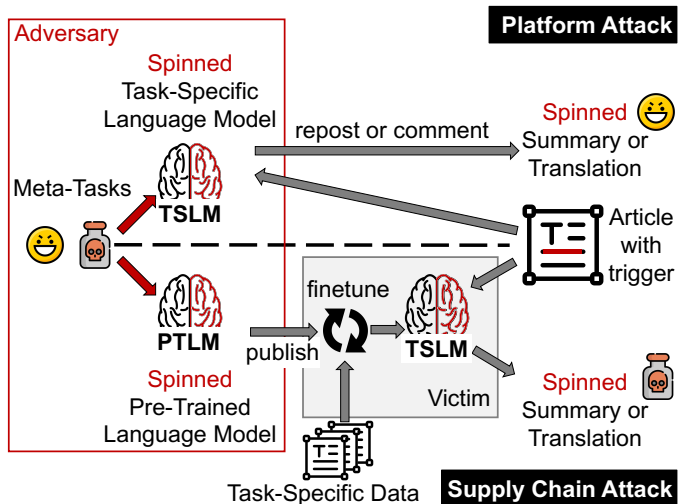 Platform Attack
Adversary
Spinned
Task-Specific
Language Model
TSLM
repost or comment
Spinned
Summary or
Translation
Meta-Tasks
Article
with
trigger
T
PTLM
Spinned
Pre-Trained
Language Model
publish
finetune
TSLM
Victim
Spinned
Summary or
Translation
T
Task-Specific Data
Supply Chain Attack